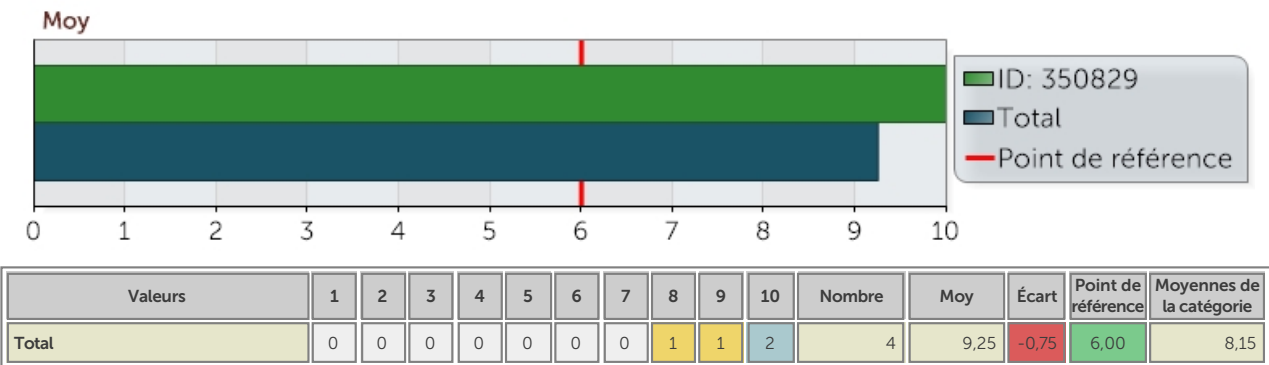 Moy
ID: 350829
Total
Point de référence
0 1 2 3 4 5 6 7 8 9 10
Valeurs 1 2 3 4 5 6 7 8 9 10 Nombre Moy Écart Point de référence Moyennes de la catégorie
Total 0 0 0 0 0 0 0 1 1 2 4 9,25 -0,75 6,00 8,15